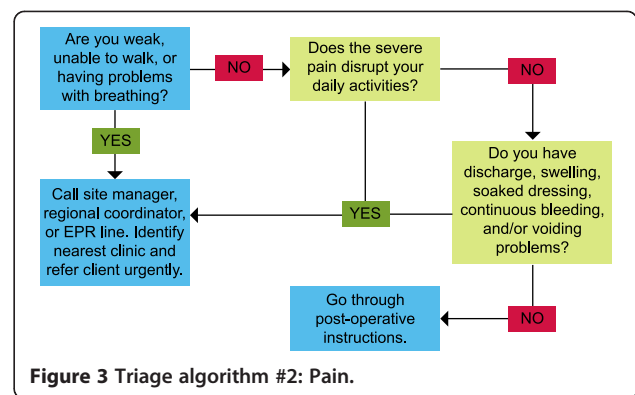 Are you weak,
unable to walk, or
having problems
with breathing?
NO
Does the severe
pain disrupt your
daily activities?
NO
YES
Do you have
discharge, swelling,
soaked dressing,
continuous bleeding,
and/or voiding
problems?
Call site manager,
regional coordinator,
or EPR line. Identify
nearest clinic and
refer client urgently.
YES
Go through
post-operative
instructions.
NO
Figure 3 Triage algorithm #2: Pain.